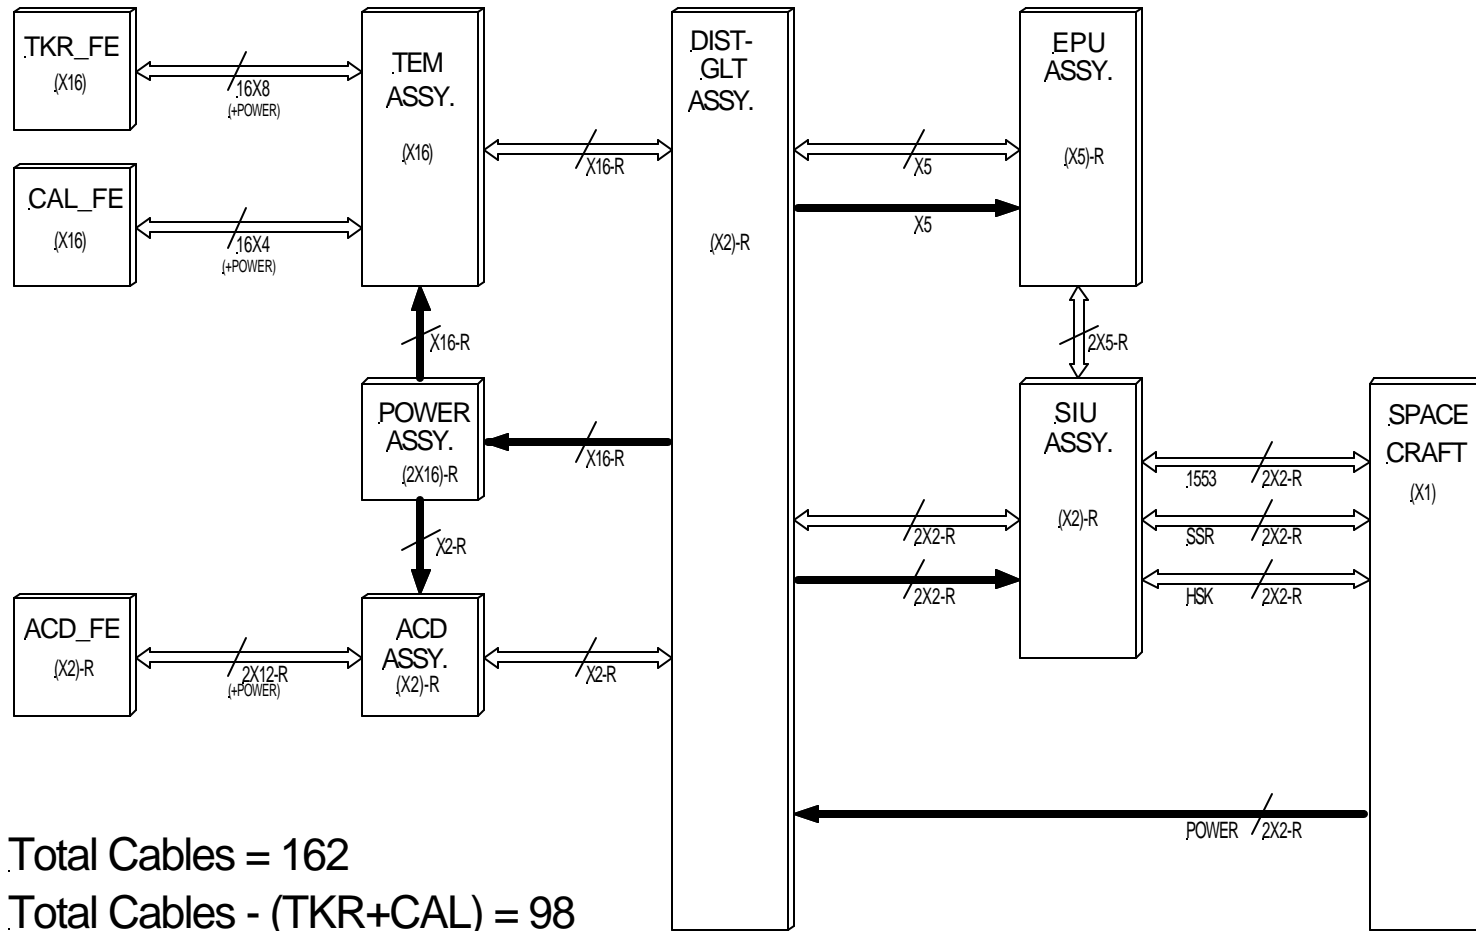 TKR_FE
(X16)
16X8
(+POWER)
TEM
ASSY.
(X16)
CAL_FE
(X16)
16X4
(+POWER)
X16-R
DIST-
GLT
ASSY.
(X2)-R
X5
X5
EPU
ASSY.
(X5)-R
2X5-R
X16-R
POWER
ASSY.
(2X16)-R
X16-R
X2-R
SIU
ASSY.
(X2)-R
2X2-R
2X2-R
1553 2X2-R
SSR 2X2-R
HSK 2X2-R
SPACE
CRAFT
(X1)
ACD_FE
(X2)-R
2X12-R
(+POWER)
ACD
ASSY.
(X2)-R
X2-R
POWER 2X2-R
Total Cables = 162
Total Cables - (TKR+CAL) = 98